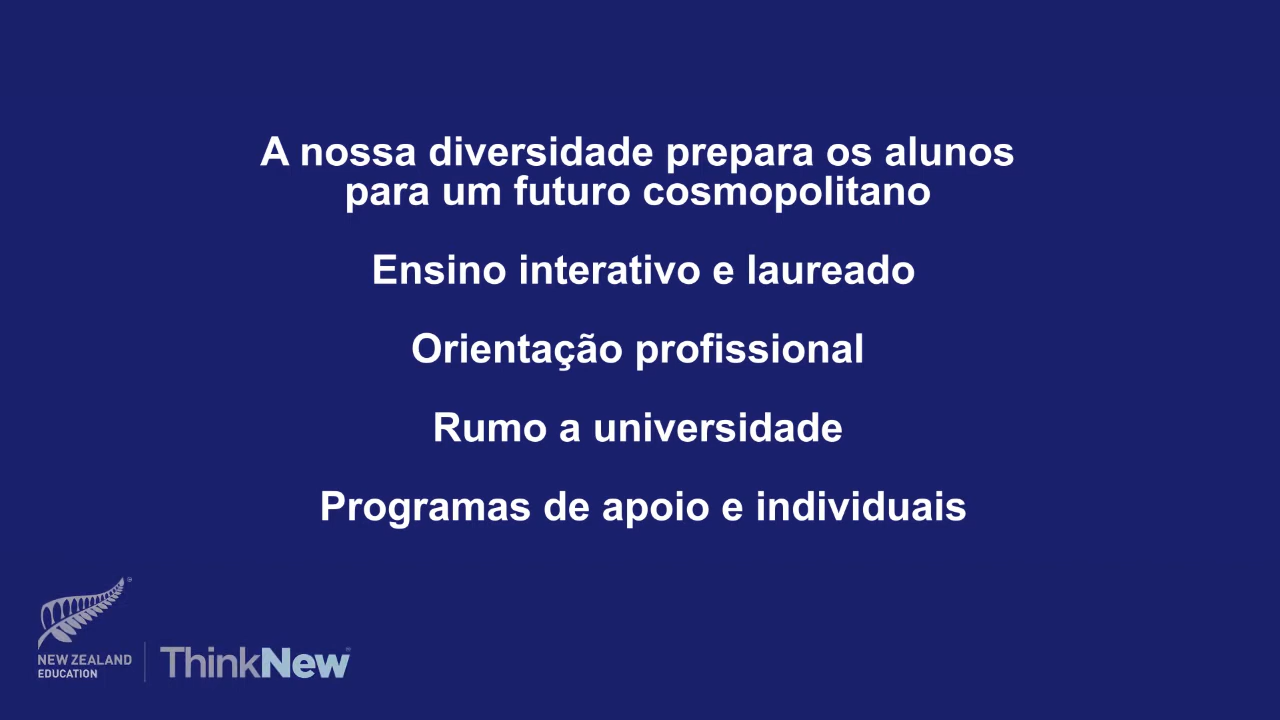 A nossa diversidade prepara os alunos
para um futuro cosmopolitano
Ensino interativo e laureado
Orientação profissional
Rumo a universidade
Programas de apoio e individuais
NEW ZEALAND
EDUCATION
ThinkNew